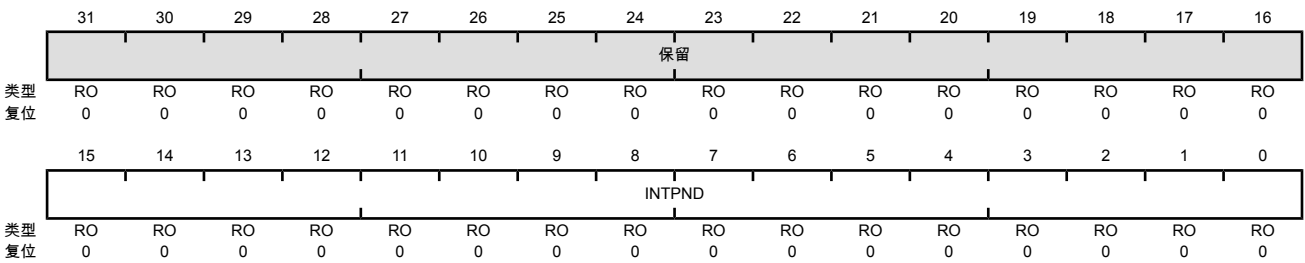 31 30 29 28 27 26 25 24 23 22 21 20 19 18 17 16
保留
类型 RO RO RO RO RO RO RO RO RO RO RO RO RO RO RO RO
复位 0 0 0 0 0 0 0 0 0 0 0 0 0 0 0 0
15 14 13 12 11 10 9 8 7 6 5 4 3 2 1 0
INTPND
类型 RO RO RO RO RO RO RO RO RO RO RO RO RO RO RO RO
复位 0 0 0 0 0 0 0 0 0 0 0 0 0 0 0 0